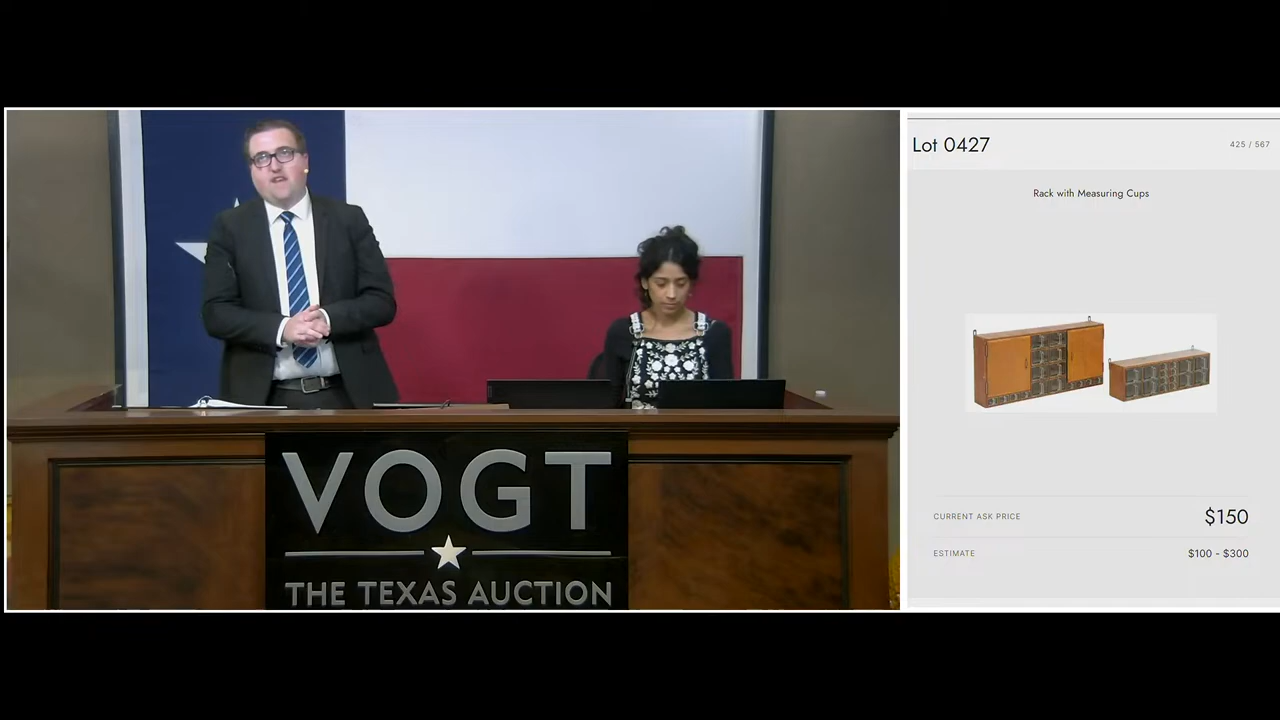 VOGT
THE TEXAS AUCTION
Lot 0427
425 / 567
Rack with Measuring Cups
CURRENT ASK PRICE
$150
ESTIMATE
$100 - $300